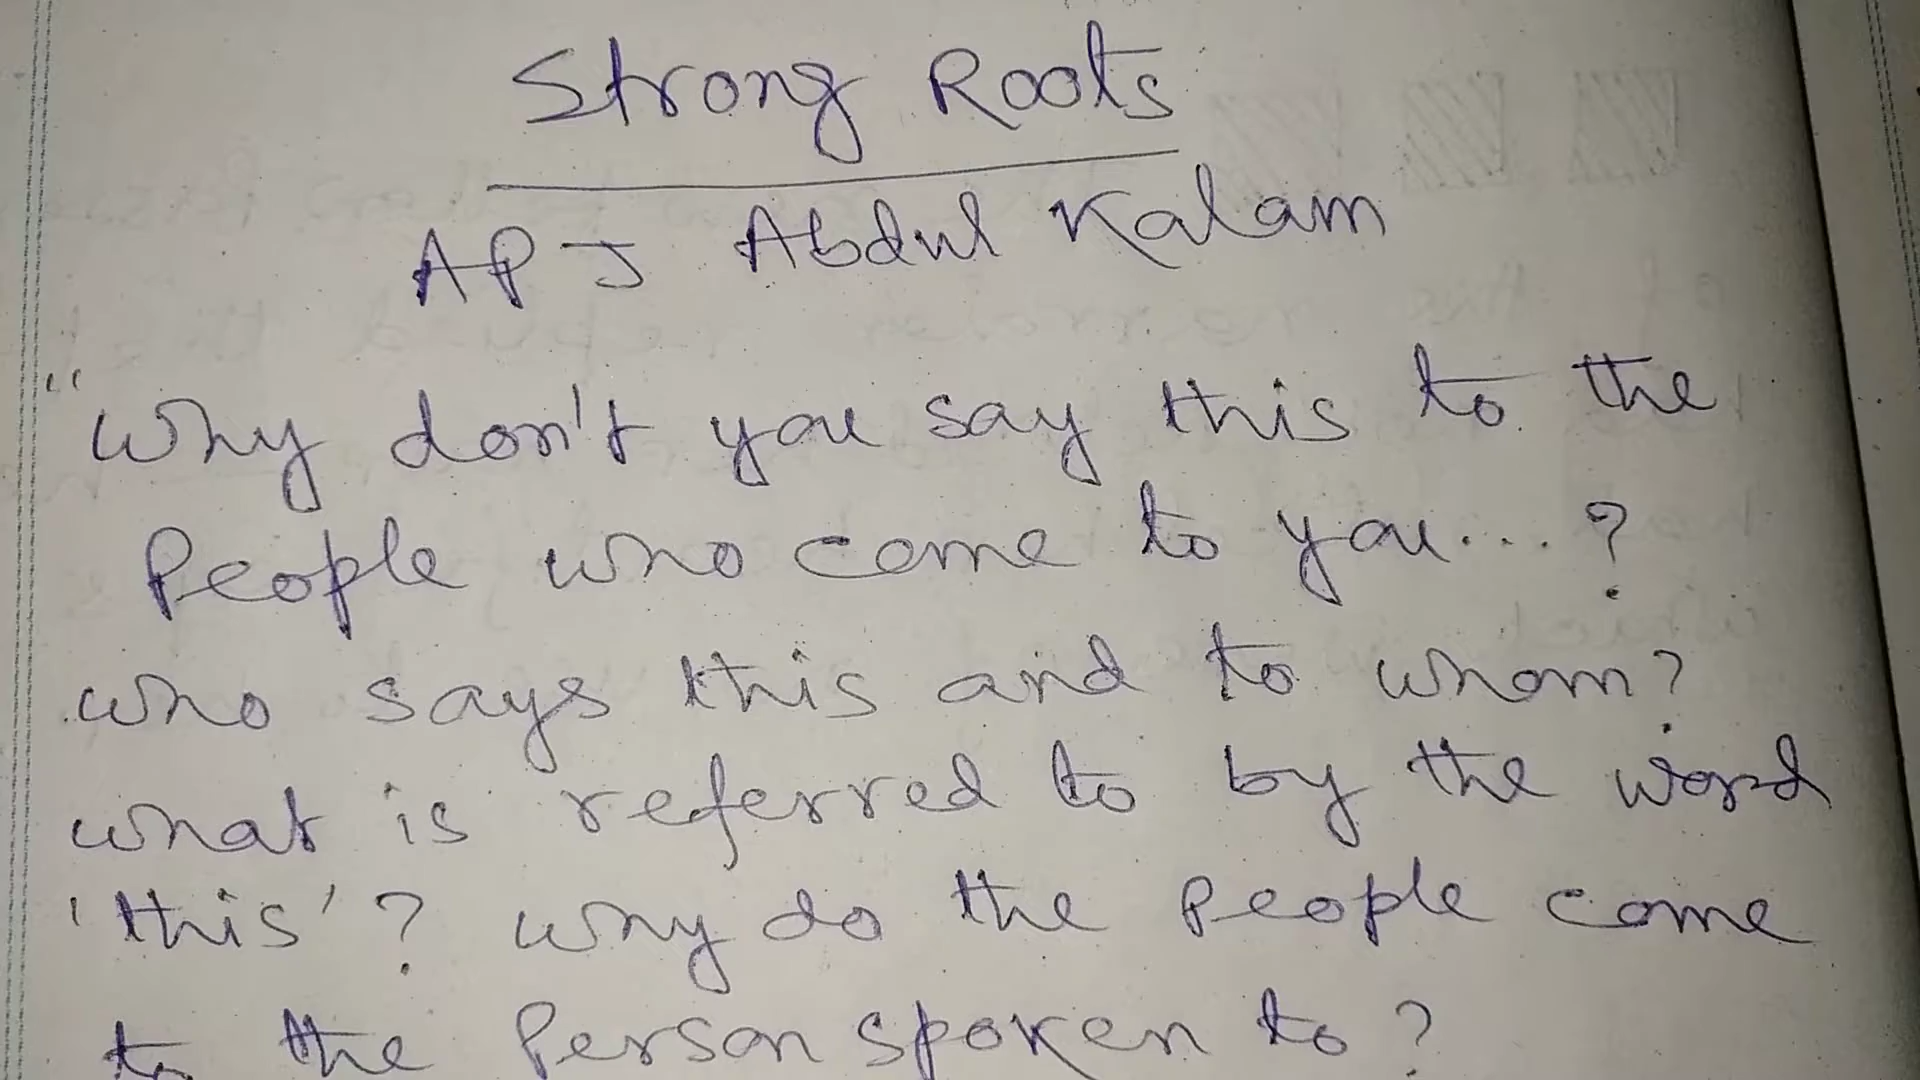 Strong Roots
APJ Abdul Kalam
"Why don't you say this to the
People who come to you...?
who says this and to whom?
what is referred to by the word
'this'? why do the people come
to the Person spoken to?